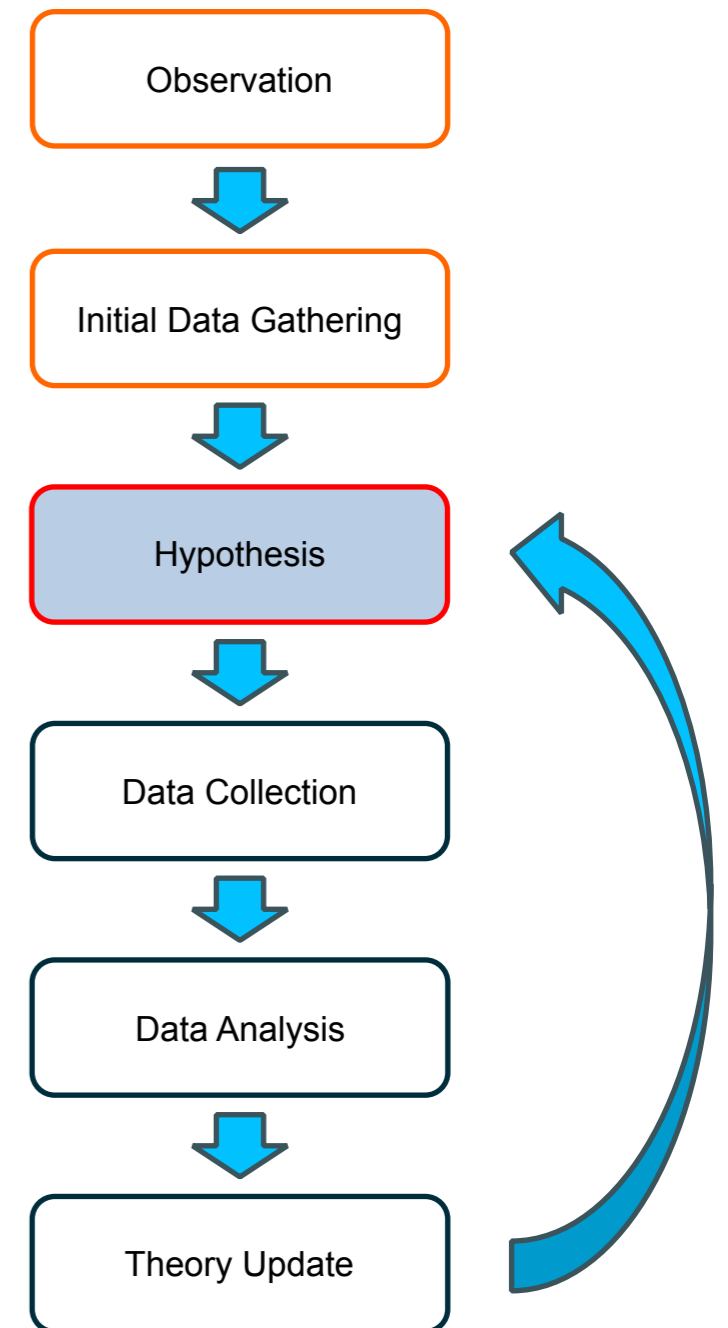 Observation
Initial Data Gathering
Hypothesis
Data Collection
Data Analysis
Theory Update